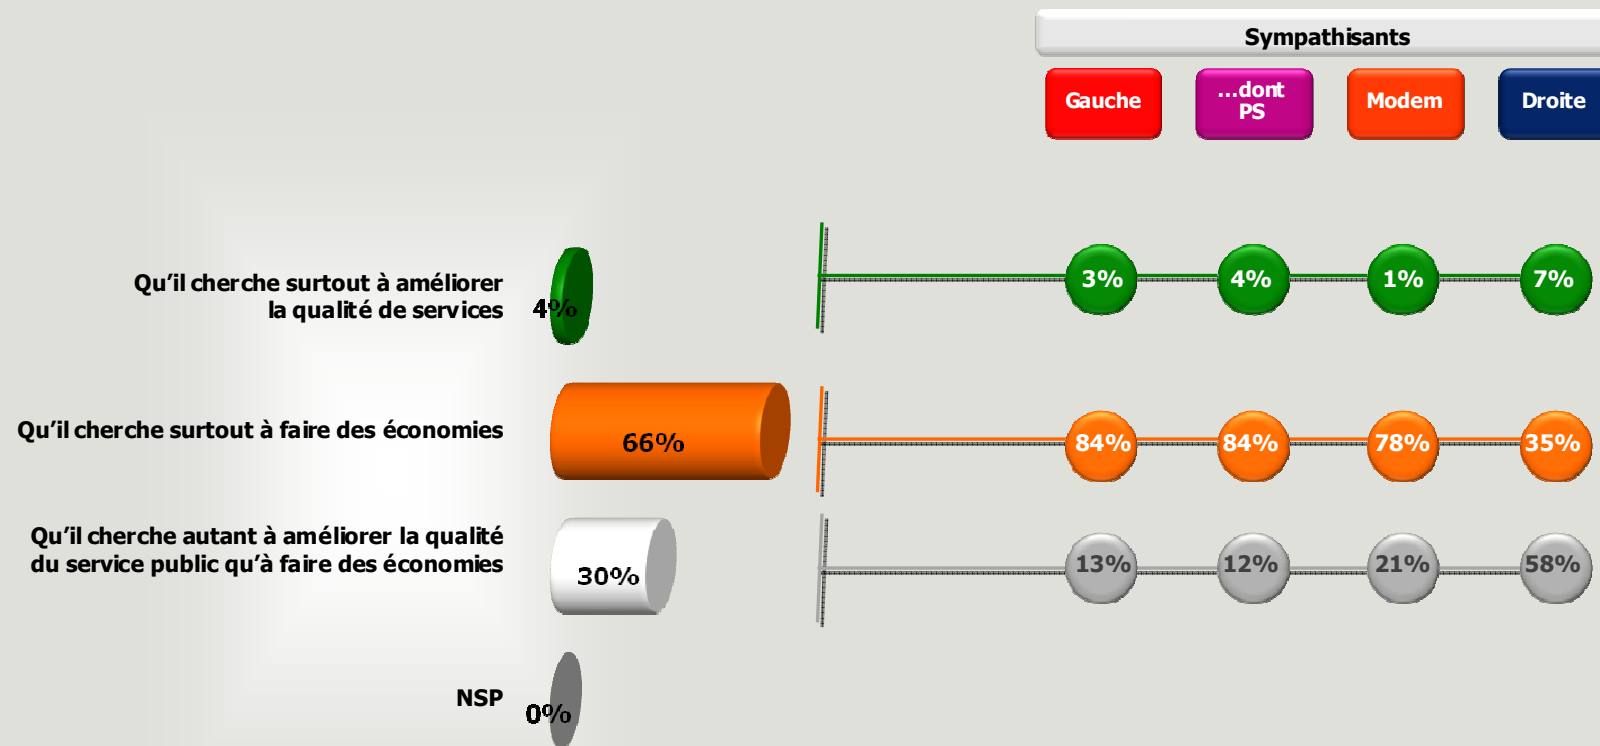 Sympathisants
Gauche
...dont
PS
Modem
Droite
Qu'il cherche surtout à améliorer
la qualité de services
4%
3%
4%
1%
7%
Qu'il cherche surtout à faire des économies
66%
84%
84%
78%
35%
Qu'il cherche autant à améliorer la qualité
du service public qu'à faire des économies
30%
13%
12%
21%
58%
NSP
0%